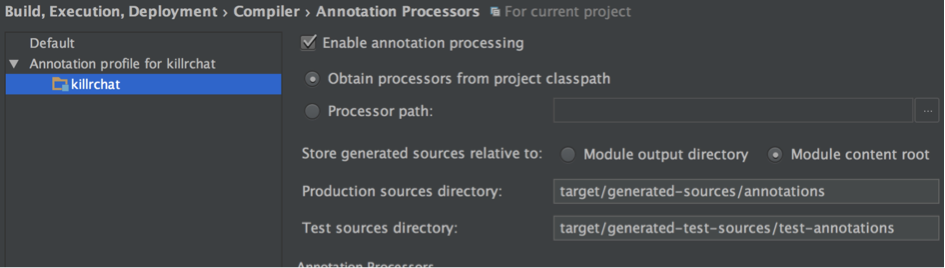 Build, Execution, Deployment › Compiler › Annotation Processors For current project
Default
Annotation profile for killrchat
killrchat
Enable annotation processing
Obtain processors from project classpath
Processor path:
...
Store generated sources relative to: Module output directory Module content root
Production sources directory: target/generated-sources/annotations
Test sources directory: target/generated-test-sources/test-annotations
Annotation Processors